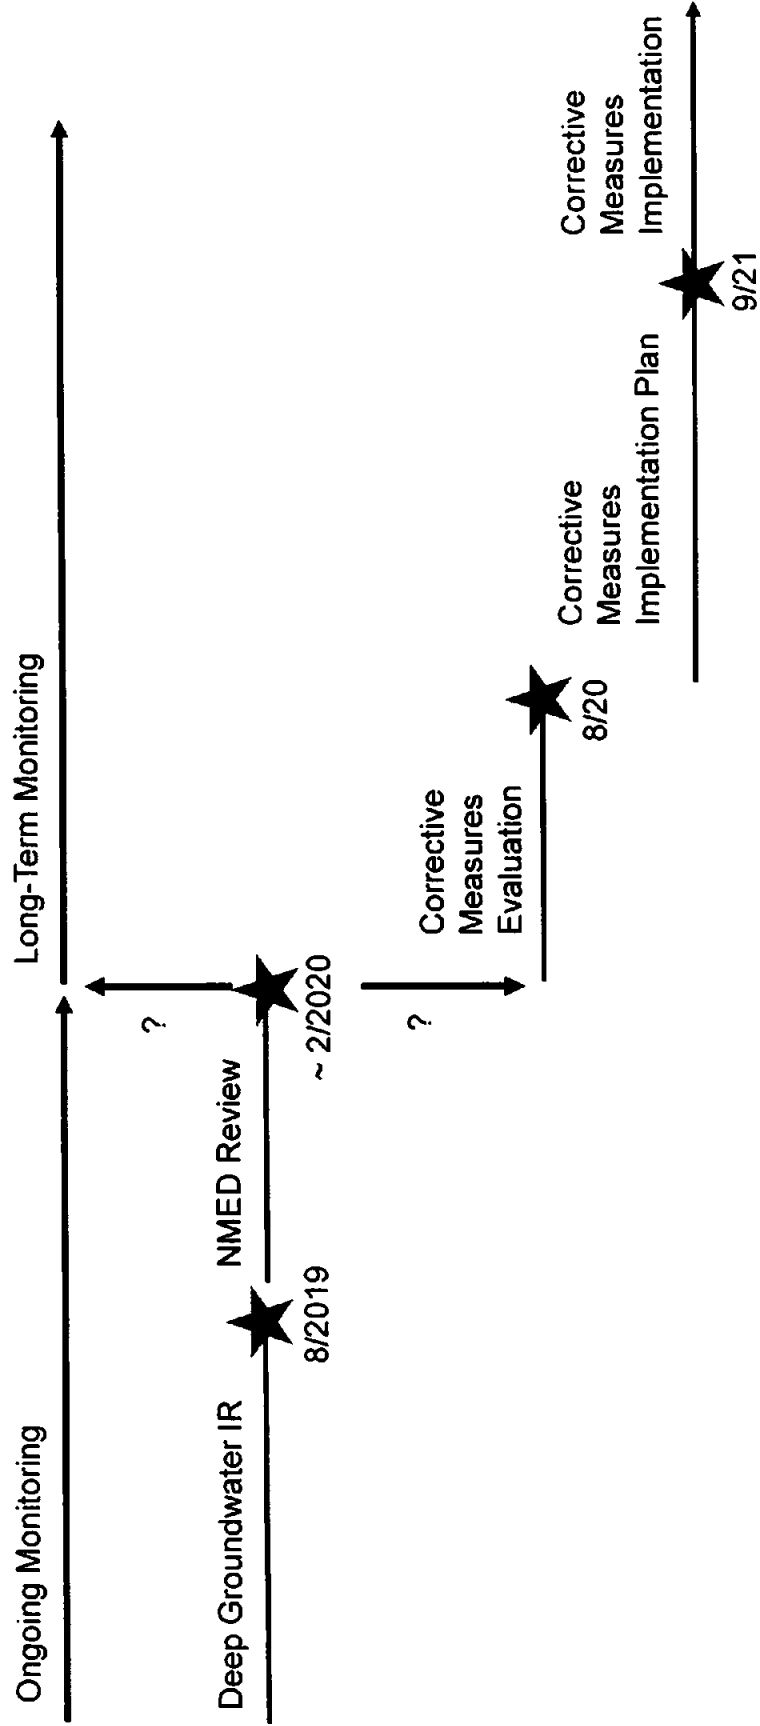 Ongoing Monitoring
Long-Term Monitoring
?
Deep Groundwater IR
NMED Review
8/2019
~ 2/2020
?
Corrective
Measures
Evaluation
8/20
Corrective
Measures
Implementation Plan
Corrective
Measures
Implementation
9/21